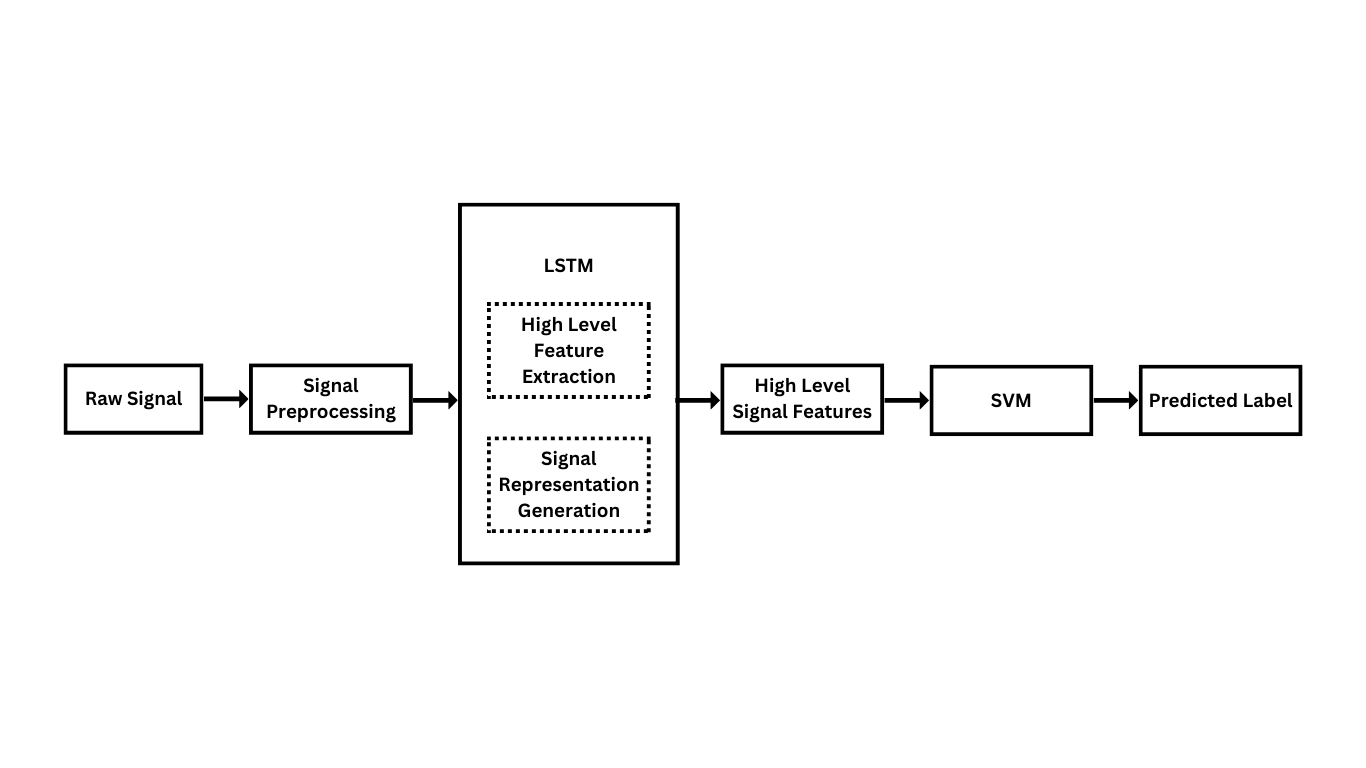 Raw Signal
Signal
Preprocessing
LSTM
High Level
Feature
Extraction
Signal
Representation
Generation
High Level
Signal Features
SVM
Predicted Label